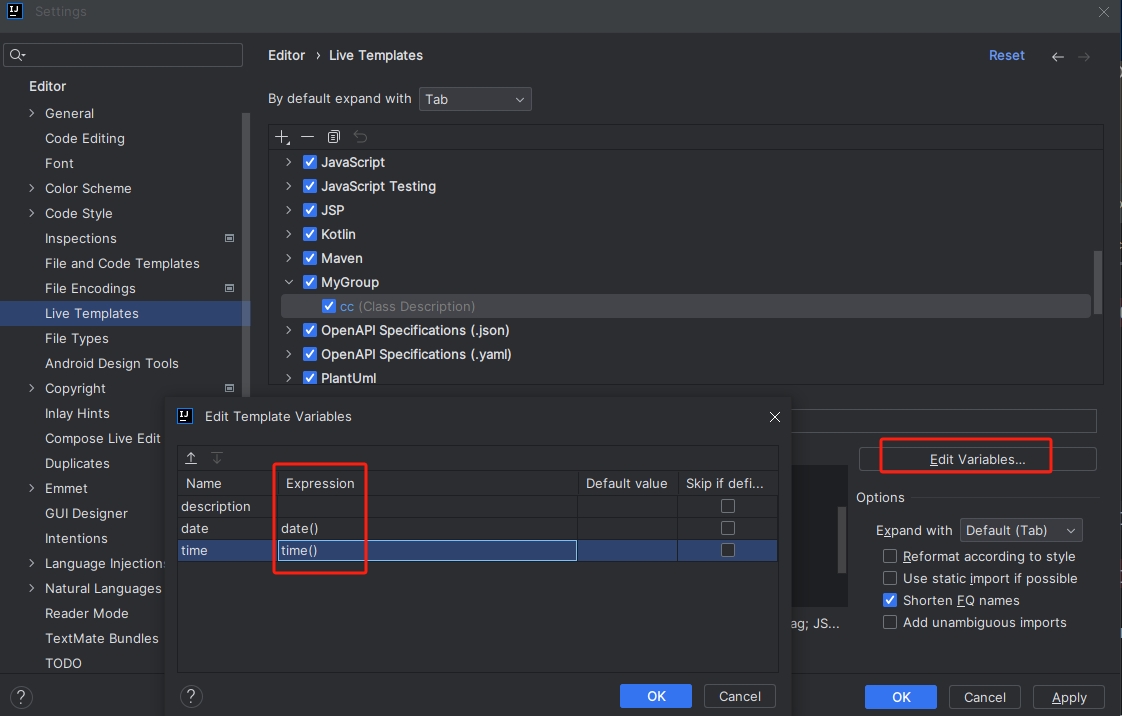 Settings
Editor › Live Templates
Reset
Editor
General
Code Editing
Font
Color Scheme
Code Style
Inspections
File and Code Templates
File Encodings
Live Templates
File Types
Android Design Tools
Copyright
Inlay Hints
Compose Live Edit
Duplicates
Emmet
GUI Designer
Intentions
Language Injection
Natural Languages
Reader Mode
TextMate Bundles
TODO
By default expand with Tab
JavaScript
JavaScript Testing
JSP
Kotlin
Maven
MyGroup
cc (Class Description)
OpenAPI Specifications (.json)
OpenAPI Specifications (.yaml)
PlantUml
Edit Variables...
Options
Expand with Default (Tab)
Reformat according to style
Use static import if possible
Shorten FQ names
Add unambiguous imports
ag; JS...
IJ Edit Template Variables
Name Expression Default value Skip if defi...
description
date date()
time time()
? OK Cancel
? OK Cancel Apply